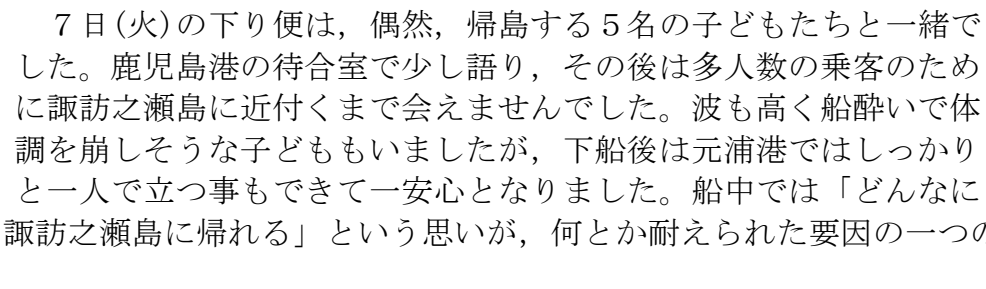 ７日(火)の下り便は，偶然，帰島する５名の子どもたちと一緒で
した。鹿児島港の待合室で少し語り，その後は多人数の乗客のため
に諏訪之瀬島に近付くまで会えませんでした。波も高く船酔いで体
調を崩しそうな子どももいましたが，下船後は元浦港ではしっかり
と一人で立つ事もできて一安心となりました。船中では「どんなに
諏訪之瀬島に帰れる」という思いが，何とか耐えられた要因の一つの